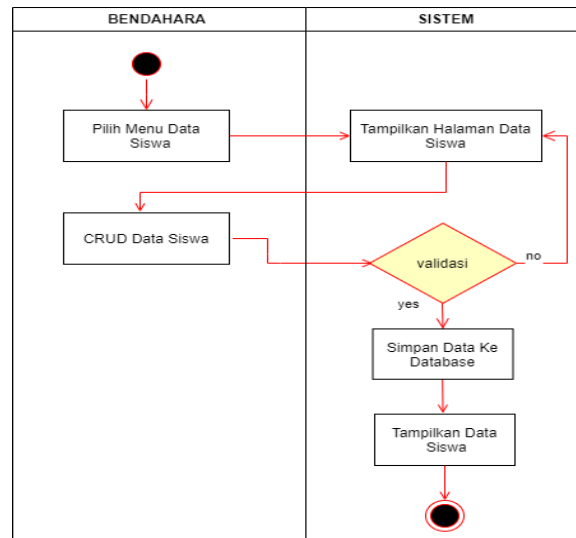 BENDAHARA
SISTEM
Pilih Menu Data
Siswa
Tampilkan Halaman Data
Siswa
CRUD Data Siswa
validasi
no
yes
Simpan Data Ke
Database
Tampilkan Data
Siswa